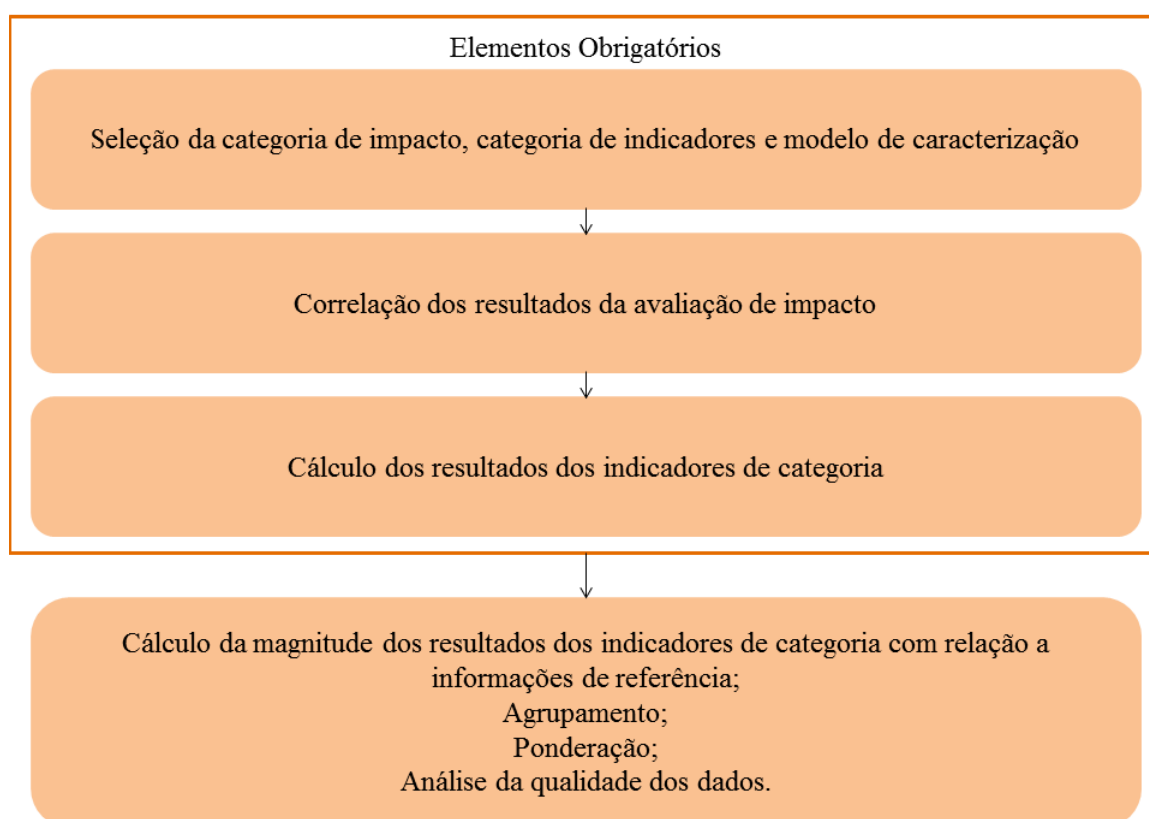 Elementos Obrigatórios
Seleção da categoria de impacto, categoria de indicadores e modelo de caracterização
Correlação dos resultados da avaliação de impacto
Cálculo dos resultados dos indicadores de categoria
Cálculo da magnitude dos resultados dos indicadores de categoria com relação a
informações de referência;
Agrupamento;
Ponderação;
Análise da qualidade dos dados.